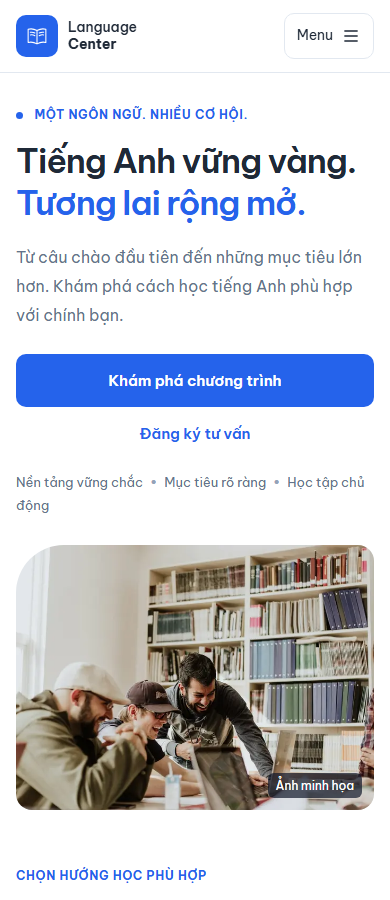 Language
Center
Menu
MỘT NGÔN NGỮ. NHIỀU CƠ HỘI.
Tiếng Anh vững vàng.
Tương lai rộng mở.
Từ câu chào đầu tiên đến những mục tiêu lớn
hơn. Khám phá cách học tiếng Anh phù hợp
với chính bạn.
Khám phá chương trình
Đăng ký tư vấn
Nền tảng vững chắc • Mục tiêu rõ ràng • Học tập chủ
động
Ảnh minh họa
CHỌN HƯỚNG HỌC PHÙ HỢP